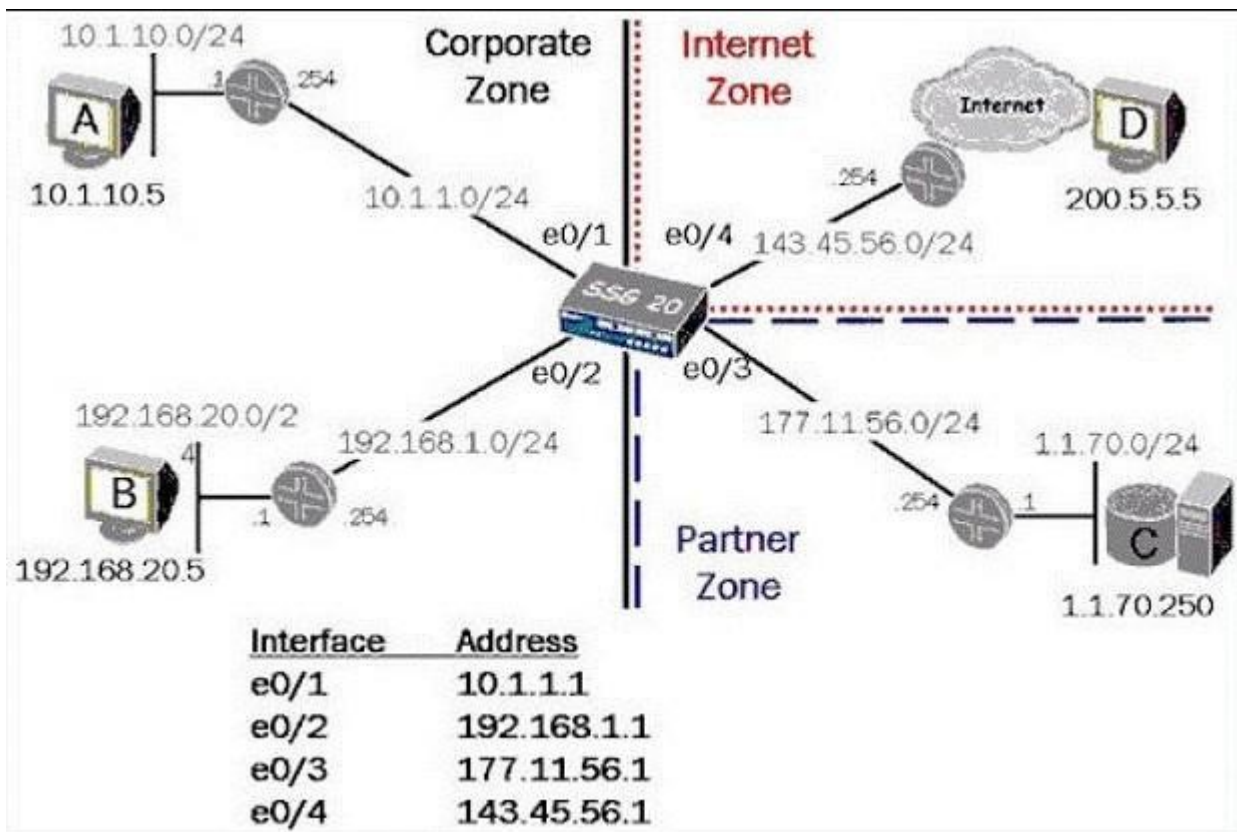 10.1.10.0/24
.1
.254
A
10.1.10.5
Corporate
Zone
10.1.1.0/24
e0/1
Internet
Zone
Internet
D
200.5.5.5
.254
e0/4
143.45.56.0/24
SSG 20
e0/2
e0/3
192.168.20.0/2
4
B
192.168.20.5
.1
.254
192.168.1.0/24
177.11.56.0/24
1.1.70.0/24
.254
.1
C
1.1.70.250
Partner
Zone
Interface Address
e0/1 10.1.1.1
e0/2 192.168.1.1
e0/3 177.11.56.1
e0/4 143.45.56.1